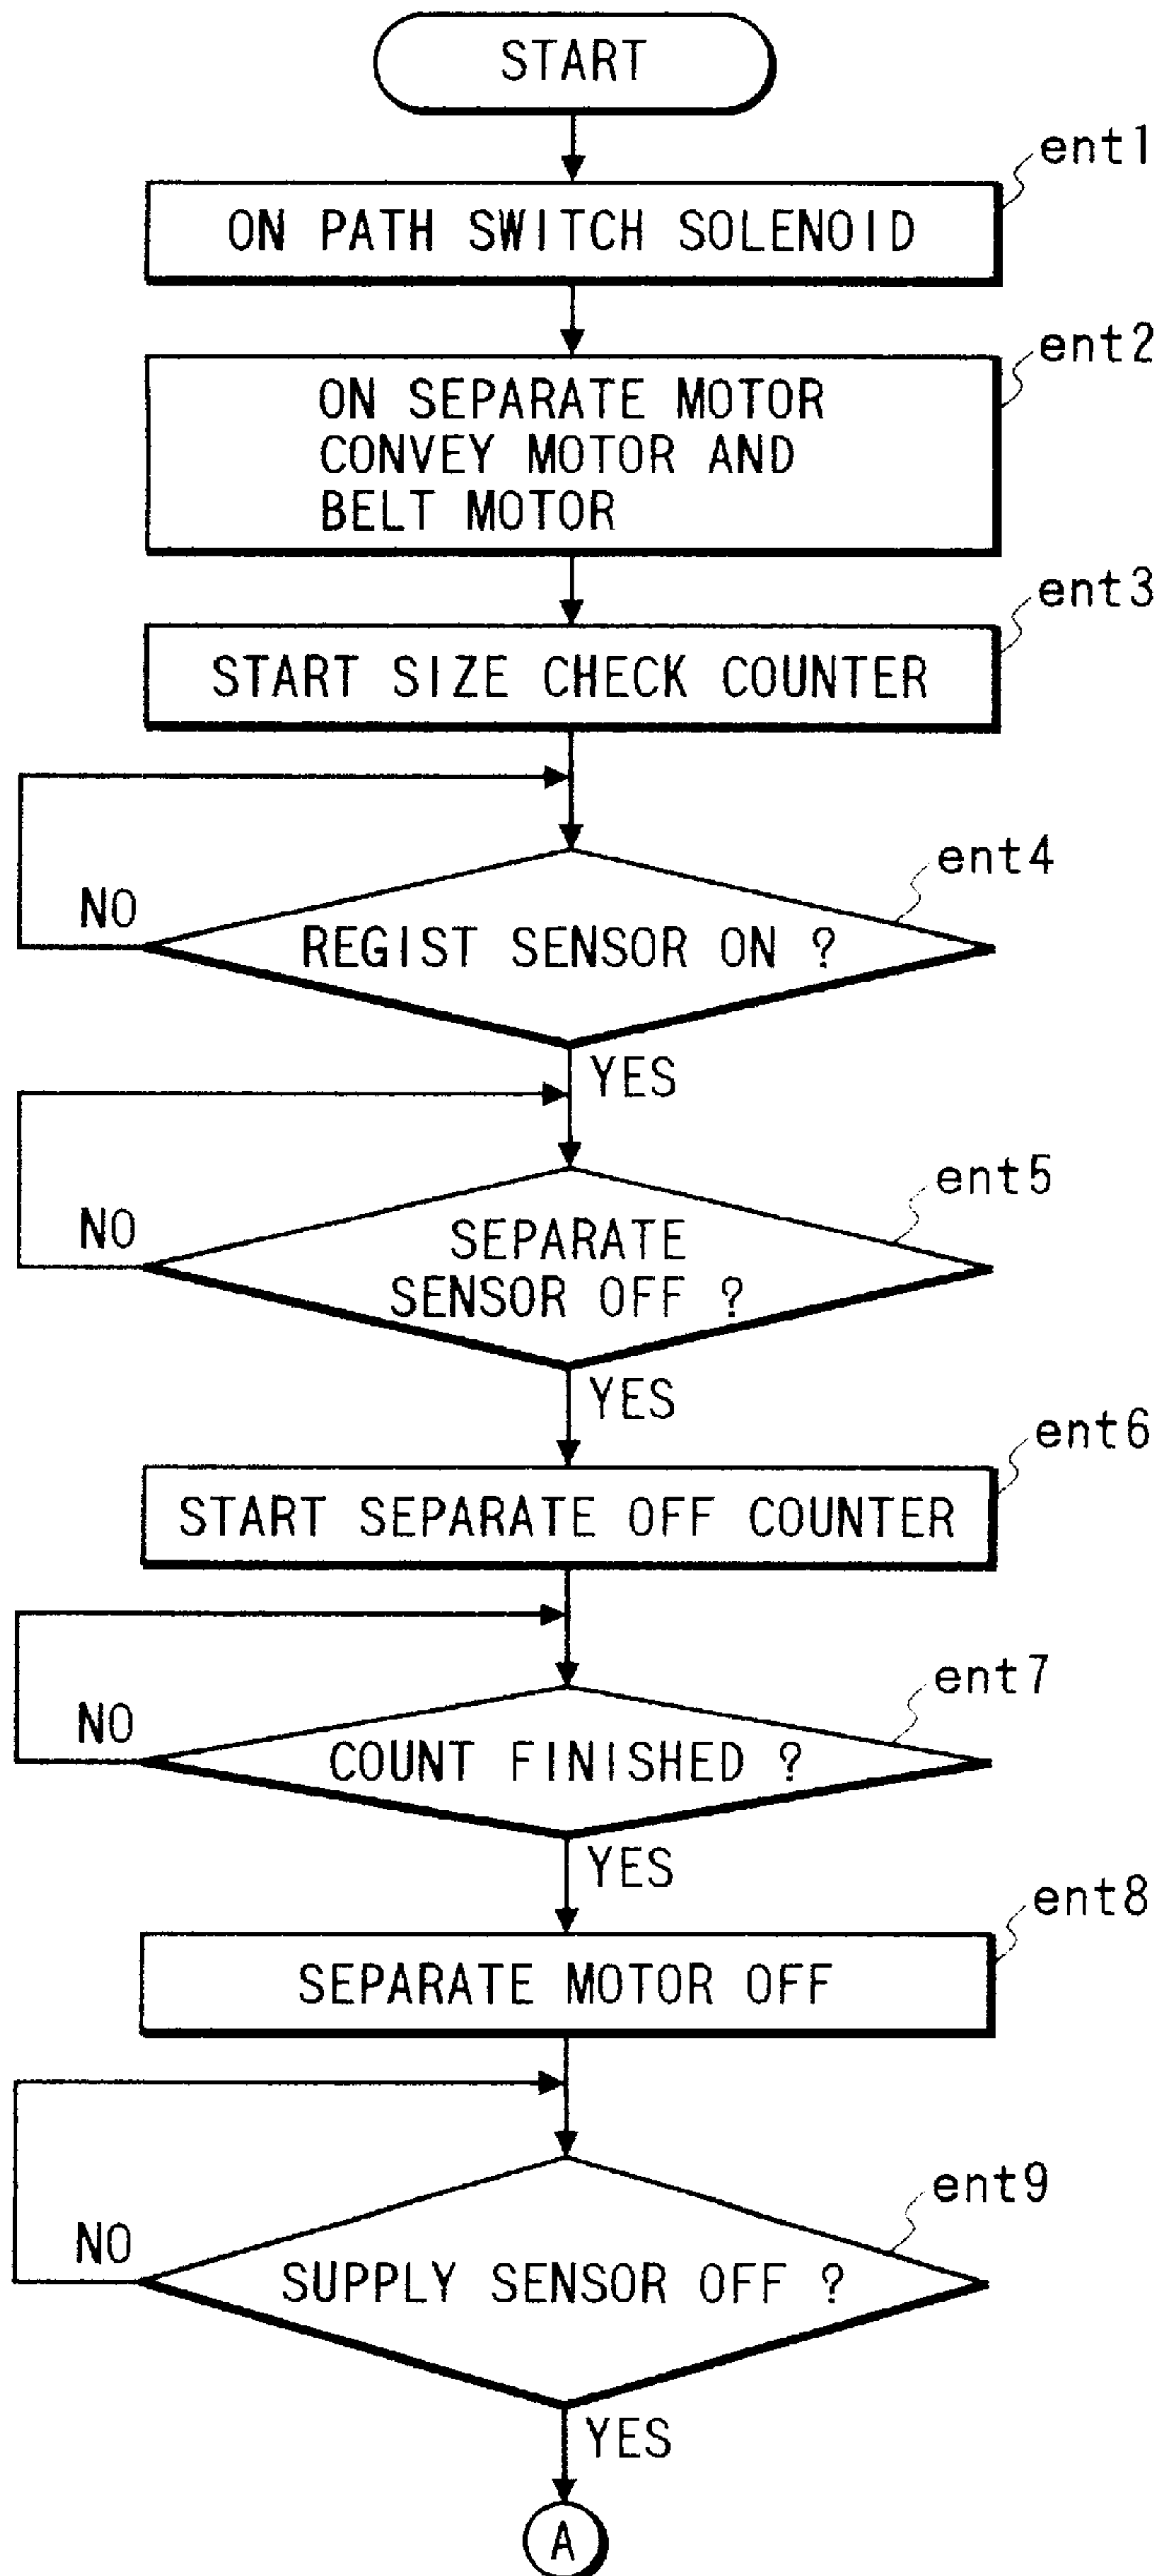 START
ent1
ON PATH SWITCH SOLENOID
ent2
ON SEPARATE MOTOR
CONVEY MOTOR AND
BELT MOTOR
ent3
START SIZE CHECK COUNTER
ent4
NO
REGIST SENSOR ON ?
YES
ent5
NO
SEPARATE
SENSOR OFF ?
YES
ent6
START SEPARATE OFF COUNTER
ent7
NO
COUNT FINISHED ?
YES
ent8
SEPARATE MOTOR OFF
ent9
NO
SUPPLY SENSOR OFF ?
YES
A